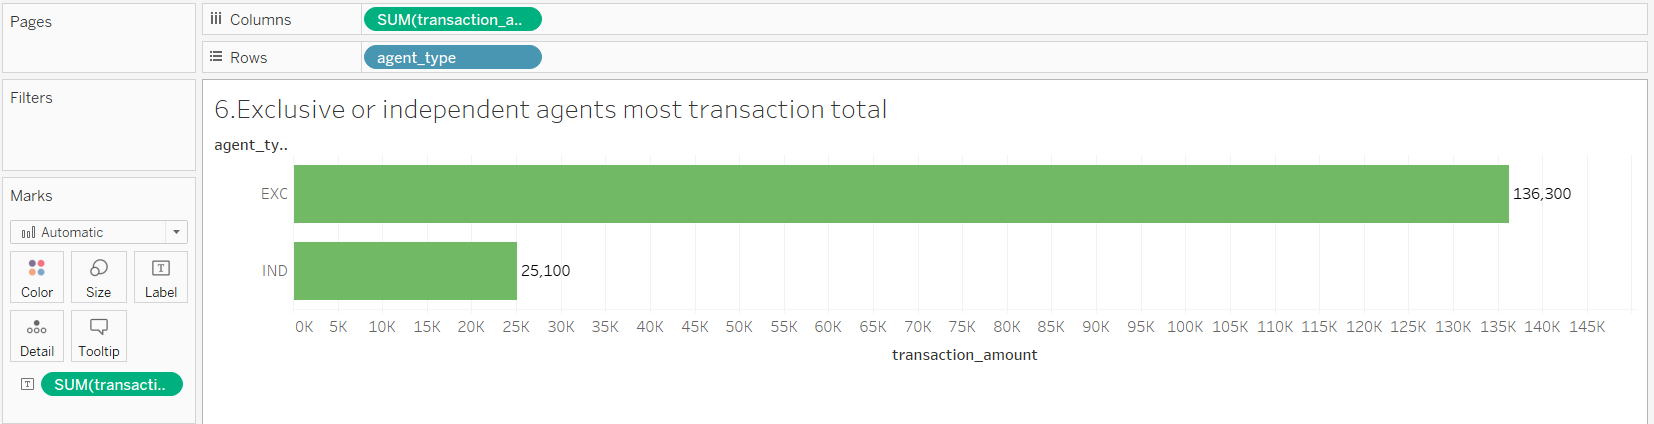 Pages
Columns
SUM(transaction_a..
Rows
agent_type
Filters
Marks
Automatic
Color
Size
Label
Detail
Tooltip
SUM(transacti..
6.Exclusive or independent agents most transaction total
agent_ty..
EXC
136,300
IND
25,100
0K 5K 10K 15K 20K 25K 30K 35K 40K 45K 50K 55K 60K 65K 70K 75K 80K 85K 90K 95K 100K 105K 110K 115K 120K 125K 130K 135K 140K 145K
transaction_amount